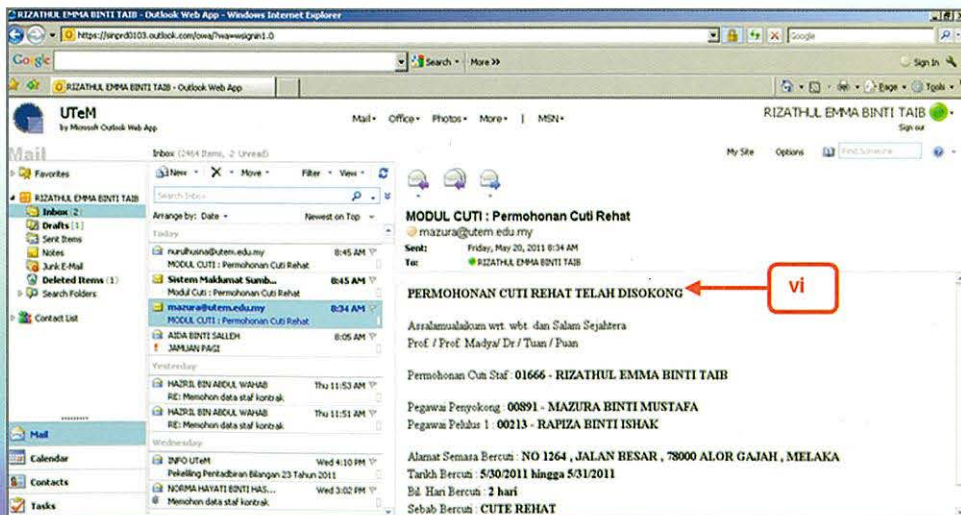 RIZATHUL EMMA BINTI TAIB - Outlook Web App - Windows Internet Explorer
https://sinprd0103.outlook.com/owa/?wa=wsignin1.0
Google
Google
Search
More >>
Sign In
RIZATHUL EMMA BINTI TAIB - Outlook Web App
Page
Tools
UTeM
by Microsoft Outlook Web App
Mail
Office
Photos
More
|
MSN
RIZATHUL EMMA BINTI TAIB
Sign out
Mail
Inbox (2464 Items, 2 Unread)
My Site
Options
Find Someone
Favorites
RIZATHUL EMMA BINTI TAIB
Inbox (2)
Drafts [1]
Sent Items
Notes
Junk E-Mail
Deleted Items (1)
Search Folders
Contact List
Mail
Calendar
Contacts
Tasks
New
Move
Filter
View
Search Inbox
Arrange by: Date
Newest on Top
Today
nurulhusna@utem.edu.my 8:45 AM
MODUL CUTI : Permohonan Cuti Rehat
Sistem Maklumat Sumb... 8:45 AM
Modul Cuti : Permohonan Cuti Rehat
mazura@utem.edu.my 8:34 AM
MODUL CUTI : Permohonan Cuti Rehat
AIDA BINTI SALLEH 8:05 AM
JAMUAN PAGI
Yesterday
HAZRIL BIN ABDUL WAHAB Thu 11:53 AM
RE: Memohon data staf kontrak
HAZRIL BIN ABDUL WAHAB Thu 11:51 AM
RE: Memohon data staf kontrak
Wednesday
INFO UTeM Wed 4:10 PM
Pekeliling Pentadbiran Bilangan 23 Tahun 2011
NORMA HAYATI BINTI HAS... Wed 3:02 PM
Memohon data staf kontrak
MODUL CUTI : Permohonan Cuti Rehat
mazura@utem.edu.my
Sent: Friday, May 20, 2011 8:34 AM
To: RIZATHUL EMMA BINTI TAIB
PERMOHONAN CUTI REHAT TELAH DISOKONG
vi
Assalamualaikum wrt. wbt. dan Salam Sejahtera
Prof. / Prof. Madya/ Dr / Tuan / Puan
Permohonan Cuti Staf : 01666 - RIZATHUL EMMA BINTI TAIB
Pegawai Penyokong : 00891 - MAZURA BINTI MUSTAFA
Pegawai Pelulus 1 : 00213 - RAPIZA BINTI ISHAK
Alamat Semasa Bercuti : NO 1264 , JALAN BESAR , 78000 ALOR GAJAH , MELAKA
Tarikh Bercuti : 5/30/2011 hingga 5/31/2011
Bil. Hari Bercuti : 2 hari
Sebab Bercuti : CUTE REHAT